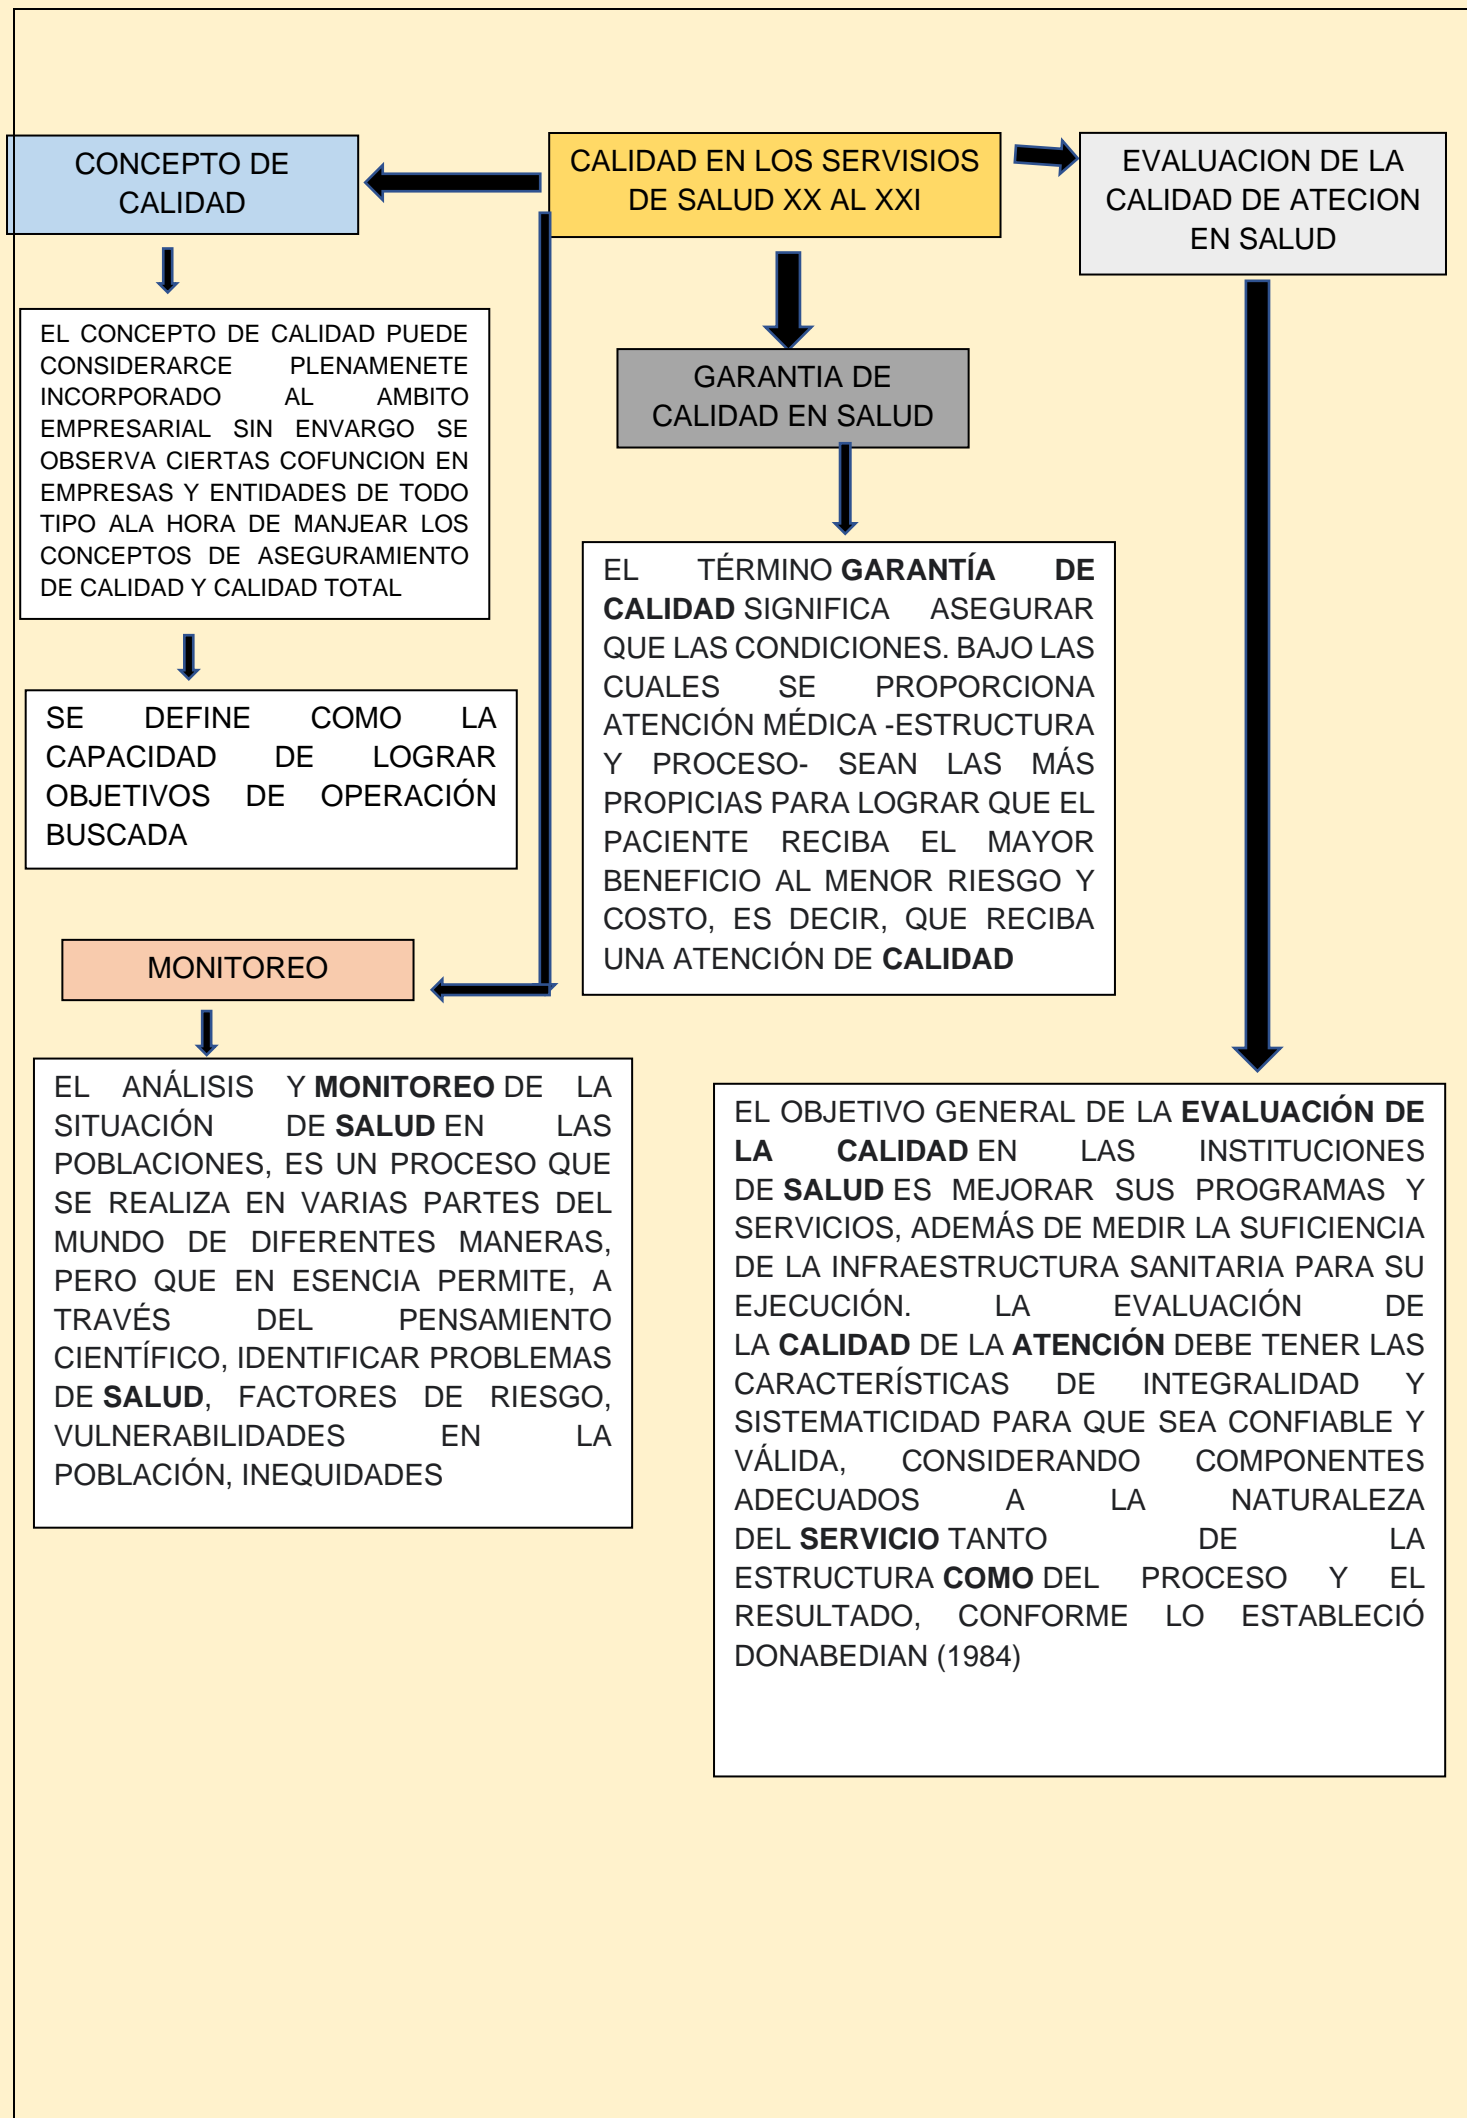 CONCEPTO DE
CALIDAD
CALIDAD EN LOS SERVISIOS
DE SALUD XX AL XXI
EVALUACION DE LA
CALIDAD DE ATECION
EN SALUD
EL CONCEPTO DE CALIDAD PUEDE
CONSIDERARCE PLENAMENETE
INCORPORADO AL AMBITO
EMPRESARIAL SIN ENVARGO SE
OBSERVA CIERTAS COFUNCION EN
EMPRESAS Y ENTIDADES DE TODO
TIPO ALA HORA DE MANJEAR LOS
CONCEPTOS DE ASEGURAMIENTO
DE CALIDAD Y CALIDAD TOTAL
SE DEFINE COMO LA
CAPACIDAD DE LOGRAR
OBJETIVOS DE OPERACIÓN
BUSCADA
GARANTIA DE
CALIDAD EN SALUD
EL TÉRMINO GARANTÍA DE
CALIDAD SIGNIFICA ASEGURAR
QUE LAS CONDICIONES. BAJO LAS
CUALES SE PROPORCIONA
ATENCIÓN MÉDICA -ESTRUCTURA
Y PROCESO- SEAN LAS MÁS
PROPICIAS PARA LOGRAR QUE EL
PACIENTE RECIBA EL MAYOR
BENEFICIO AL MENOR RIESGO Y
COSTO, ES DECIR, QUE RECIBA
UNA ATENCIÓN DE CALIDAD
MONITOREO
EL ANÁLISIS Y MONITOREO DE LA
SITUACIÓN DE SALUD EN LAS
POBLACIONES, ES UN PROCESO QUE
SE REALIZA EN VARIAS PARTES DEL
MUNDO DE DIFERENTES MANERAS,
PERO QUE EN ESENCIA PERMITE, A
TRAVÉS DEL PENSAMIENTO
CIENTÍFICO, IDENTIFICAR PROBLEMAS
DE SALUD, FACTORES DE RIESGO,
VULNERABILIDADES EN LA
POBLACIÓN, INEQUIDADES
EL OBJETIVO GENERAL DE LA EVALUACIÓN DE
LA CALIDAD EN LAS INSTITUCIONES
DE SALUD ES MEJORAR SUS PROGRAMAS Y
SERVICIOS, ADEMÁS DE MEDIR LA SUFICIENCIA
DE LA INFRAESTRUCTURA SANITARIA PARA SU
EJECUCIÓN. LA EVALUACIÓN DE
LA CALIDAD DE LA ATENCIÓN DEBE TENER LAS
CARACTERÍSTICAS DE INTEGRALIDAD Y
SISTEMATICIDAD PARA QUE SEA CONFIABLE Y
VÁLIDA, CONSIDERANDO COMPONENTES
ADECUADOS A LA NATURALEZA
DEL SERVICIO TANTO DE LA
ESTRUCTURA COMO DEL PROCESO Y EL
RESULTADO, CONFORME LO ESTABLECIÓ
DONABEDIAN (1984)